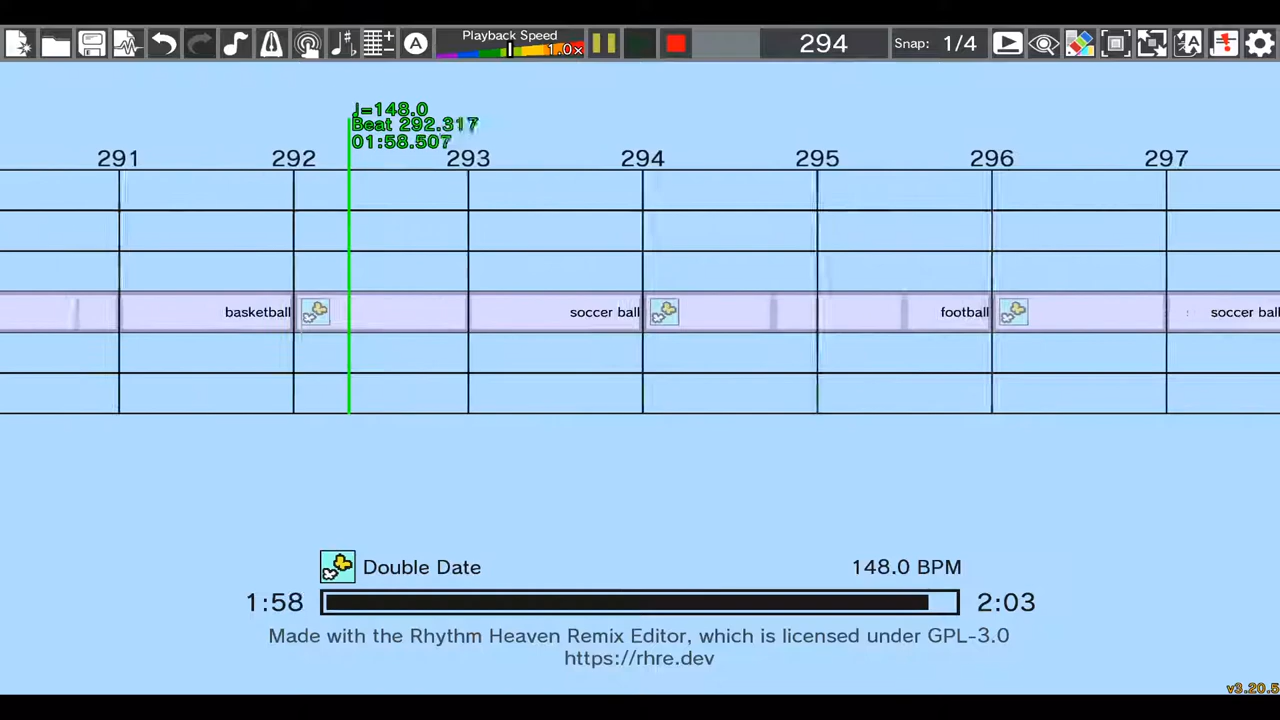 Playback Speed
1.0x
294
Snap: 1/4
A
♩=148.0
Beat 292.317
01:58.507
291 292 293 294 295 296 297
basketball soccer ball football soccer ball
Double Date 148.0 BPM
1:58 2:03
Made with the Rhythm Heaven Remix Editor, which is licensed under GPL-3.0
https://rhre.dev
v3.20.5